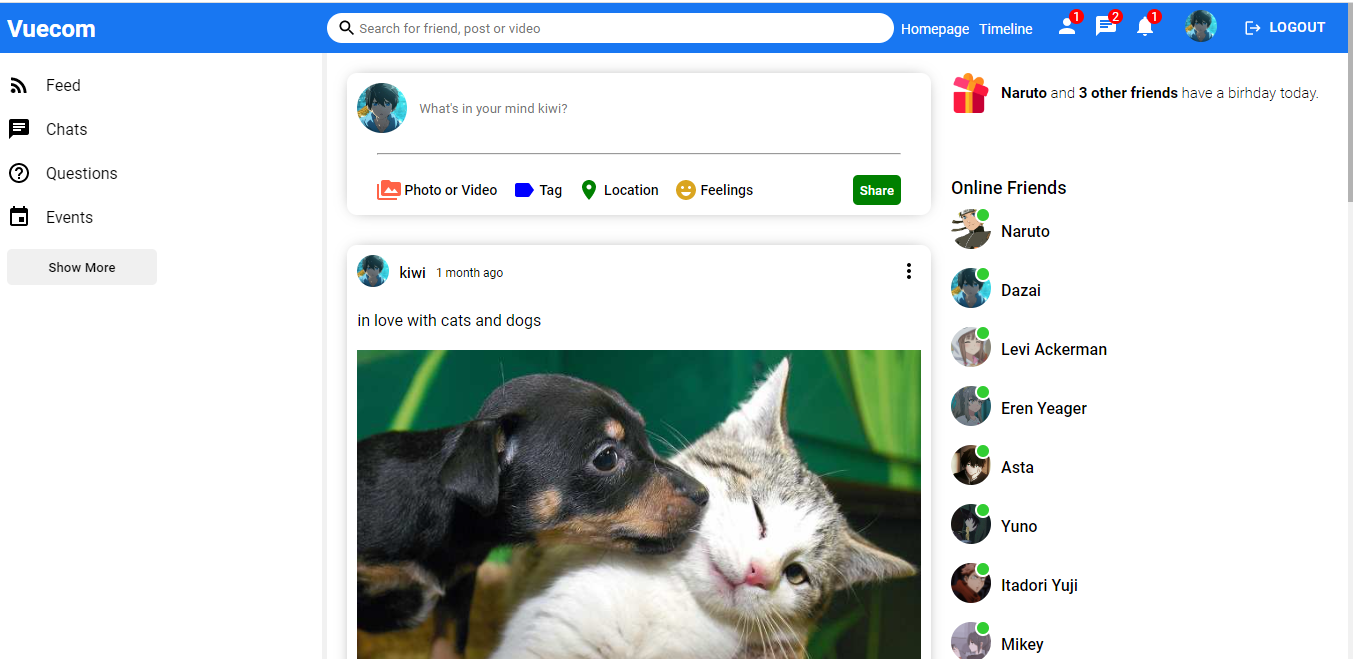 Vuecom
Search for friend, post or video
Homepage Timeline
1
2
1
LOGOUT
Feed
Chats
Questions
Events
Show More
What's in your mind kiwi?
Photo or Video Tag Location Feelings Share
kiwi 1 month ago
in love with cats and dogs
Naruto and 3 other friends have a birhday today.
Online Friends
Naruto
Dazai
Levi Ackerman
Eren Yeager
Asta
Yuno
Itadori Yuji
Mikey